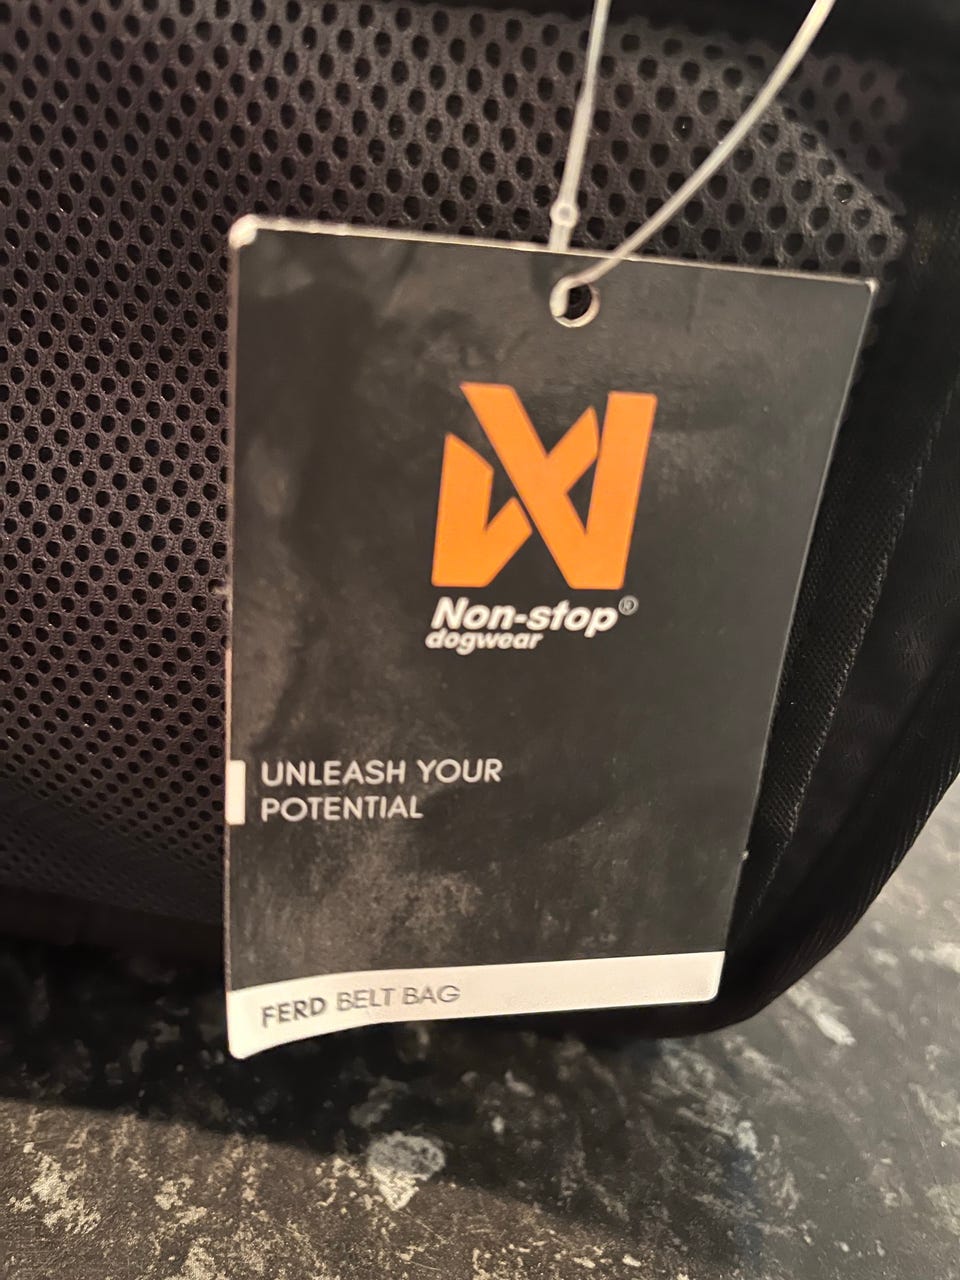 Non-stop®
dogwear
UNLEASH YOUR
POTENTIAL
FERD BELT BAG